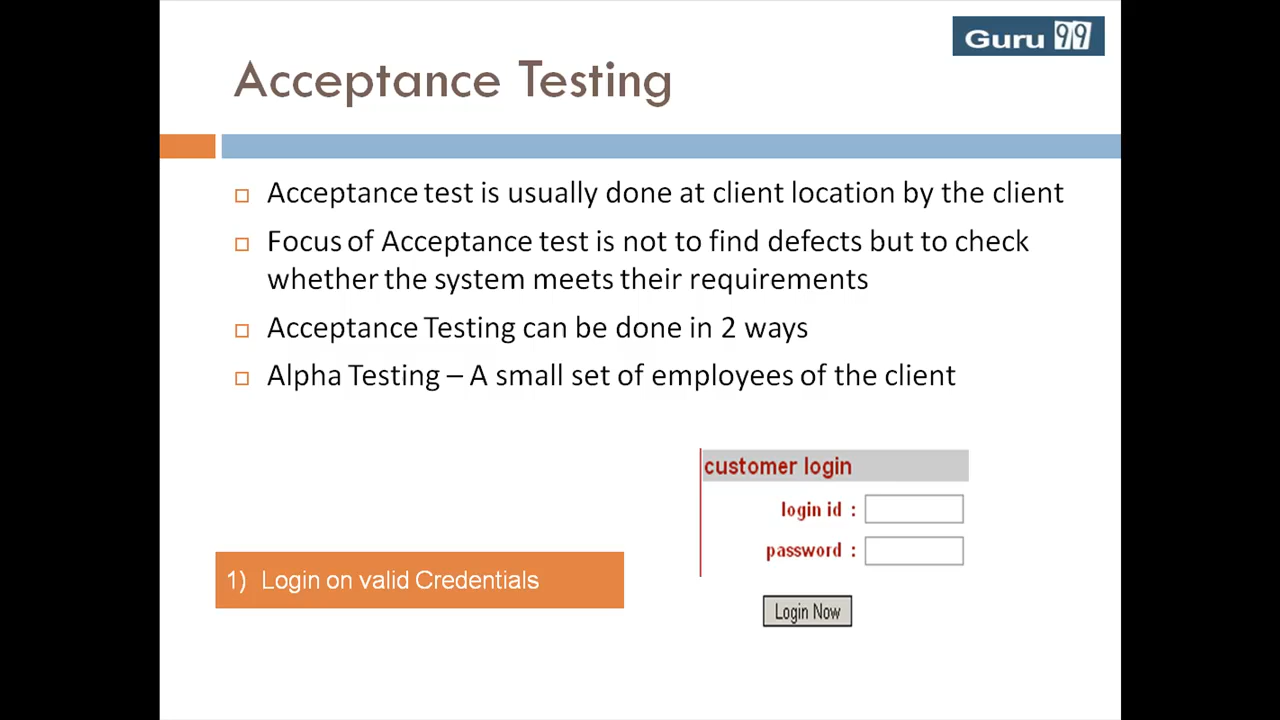 Guru 99
Acceptance Testing
Acceptance test is usually done at client location by the client
Focus of Acceptance test is not to find defects but to check
whether the system meets their requirements
Acceptance Testing can be done in 2 ways
Alpha Testing – A small set of employees of the client
customer login
login id :
password :
1) Login on valid Credentials
Login Now